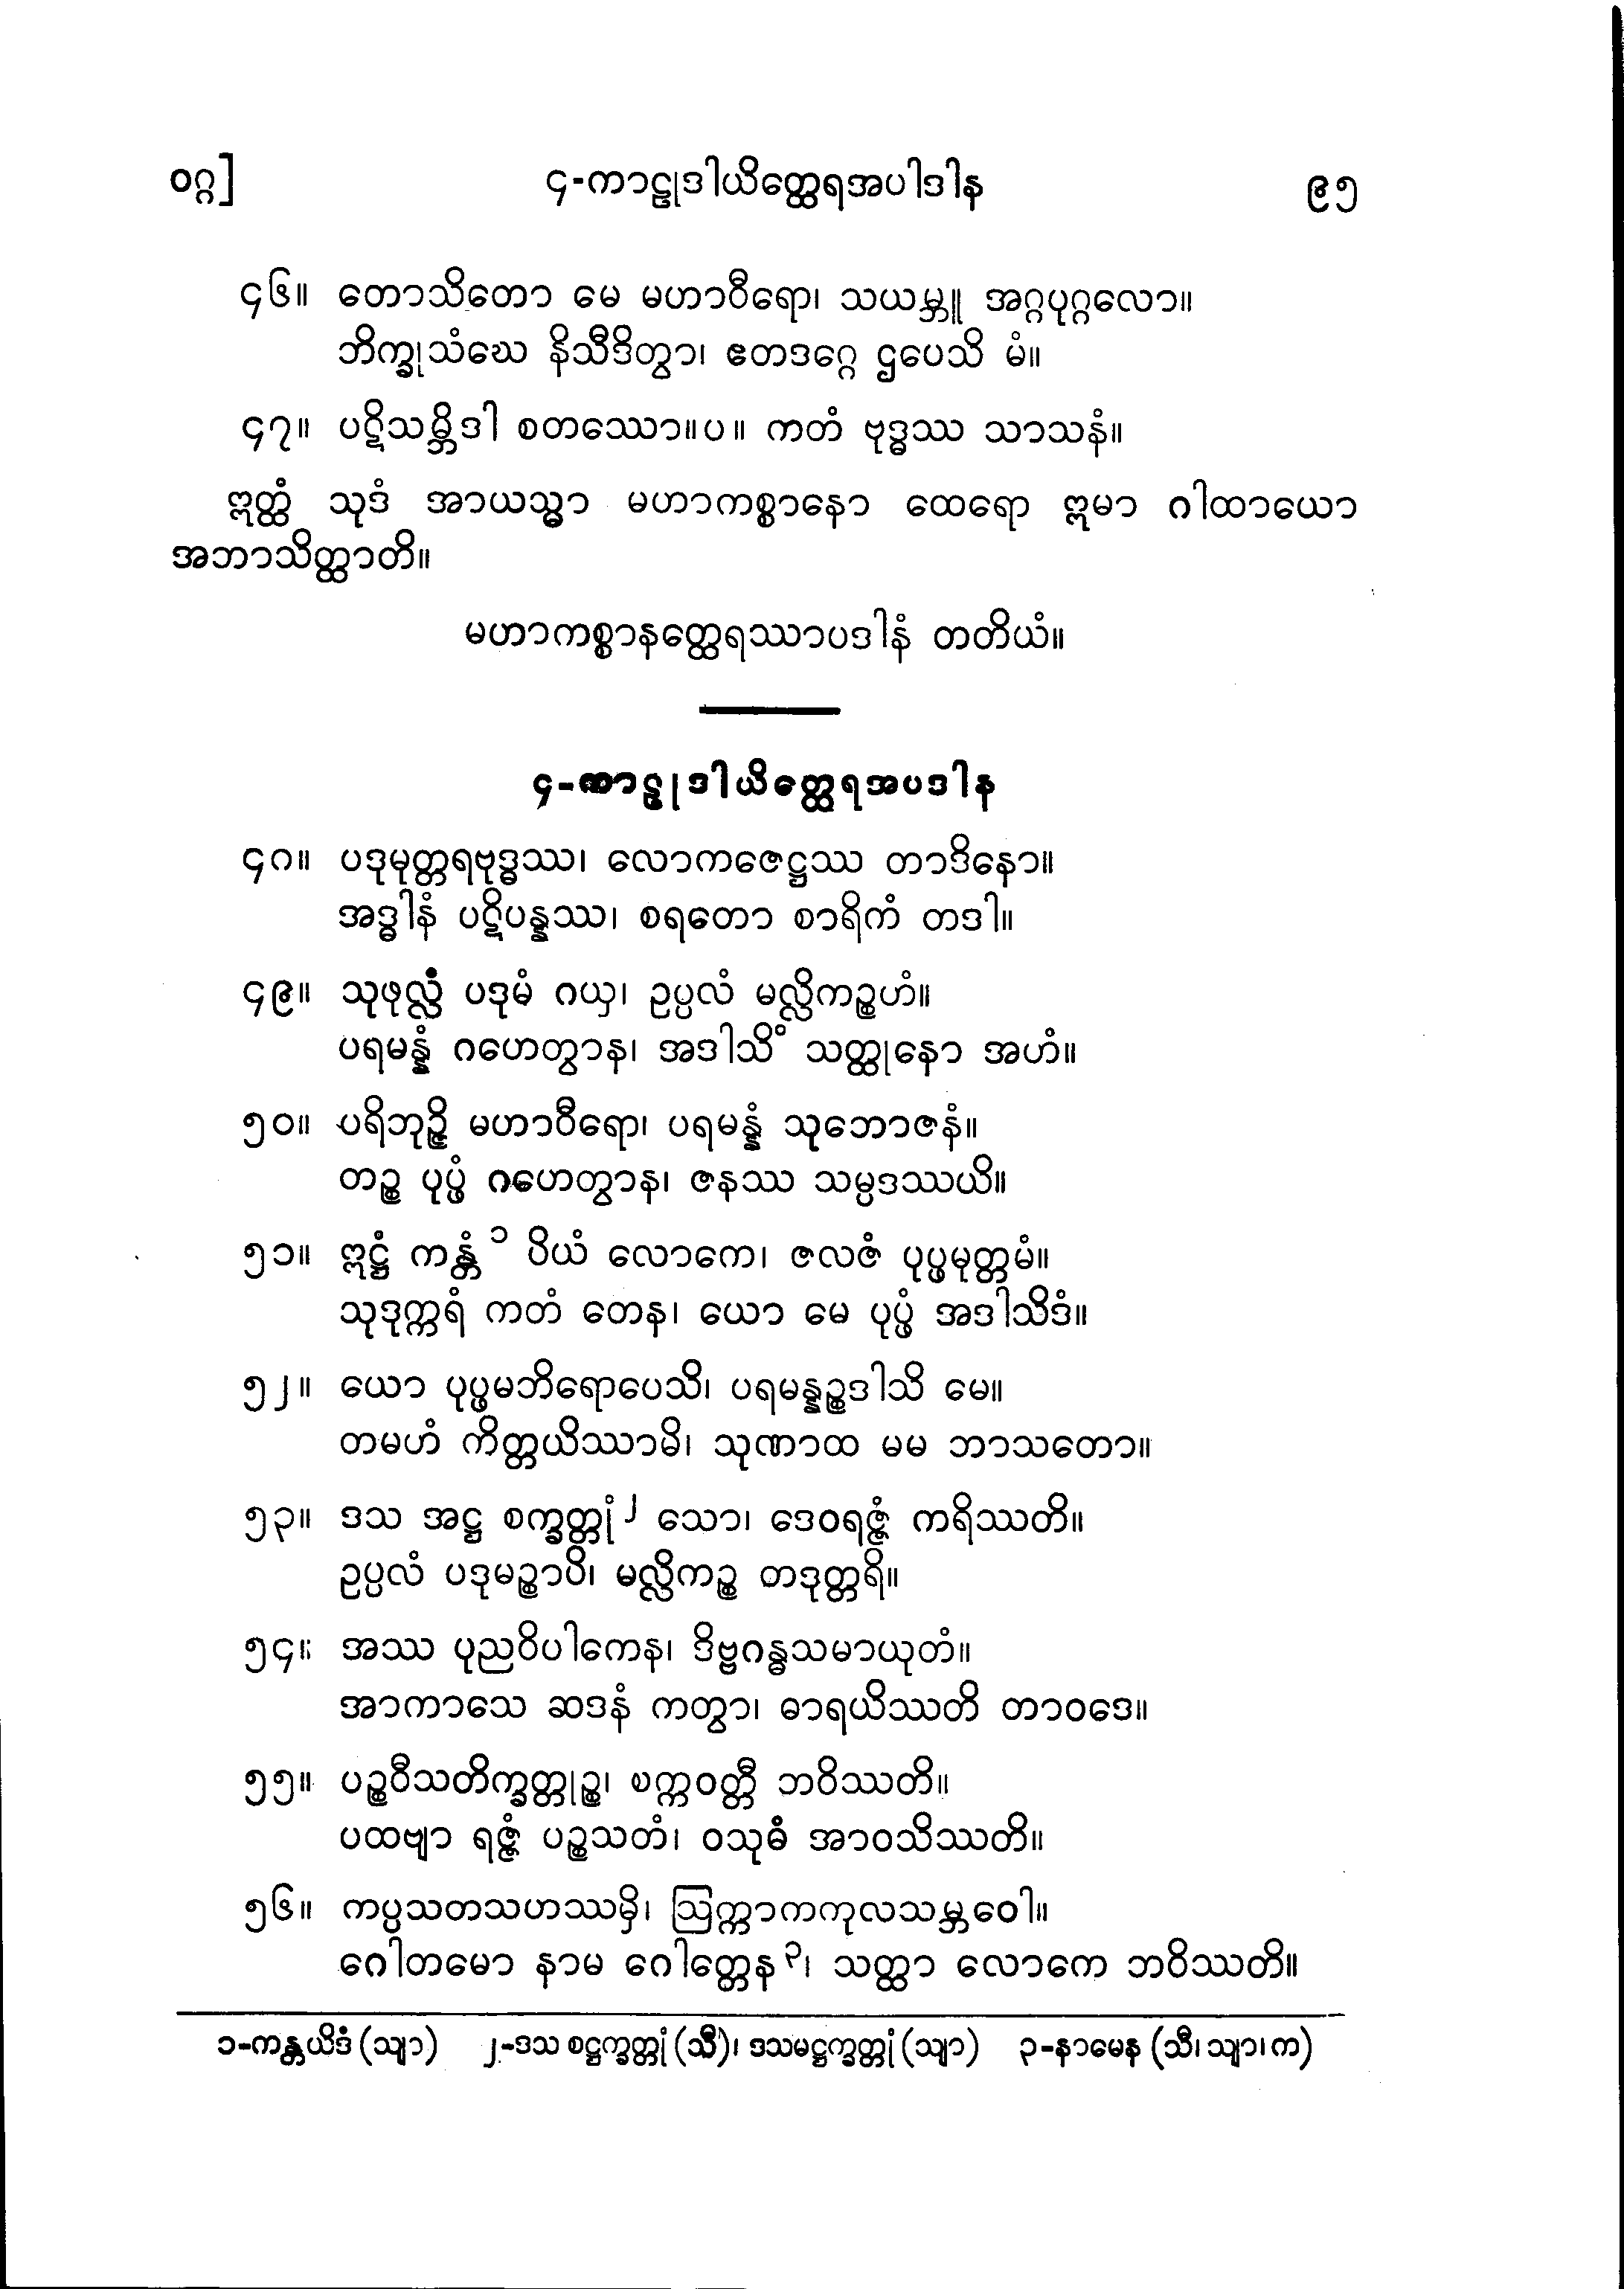 ဝဂ္ဂ] ၄-ကာဠုဒါယိတ္ထေရအပါဒါန ၉၅
၄၆။ တောသိတော မေ မဟာဝီရော၊ သယမ္ဘူ အဂ္ဂပုဂ္ဂလော။
ဘိက္ခုသံဃေ နိသီဒိတွာ၊ ဧတဒဂ္ဂေ ဌပေသိ မံ။
၄၇။ ပဋိသမ္ဘိဒါ စတဿော။ပ။ ကတံ ဗုဒ္ဓဿ သာသနံ။
ဣတ္ထံ သုဒံ အာယသ္မာ မဟာကစ္စာနော ထေရော ဣမာ ဂါထာယော
အဘာသိတ္ထာတိ။
မဟာကစ္စာနတ္ထေရဿာပဒါနံ တတိယံ။
၄-ကာဠုဒါယိတ္ထေရအပဒါန
၄၈။ ပဒုမုတ္တရဗုဒ္ဓဿ၊ လောကဇေဋ္ဌဿ တာဒိနော။
အဒ္ဓါနံ ပဋိပန္နဿ၊ စရတော စာရိကံ တဒါ။
၄၉။ သုဖုလ္လံ ပဒုမံ ဂယှ၊ ဥပ္ပလံ မလ္လိကဉ္စဟံ။
ပရမန္နံ ဂဟေတွာန၊ အဒါသိံ သတ္ထုနော အဟံ။
၅၀။ ပရိဘုဉ္ဇိ မဟာဝီရော၊ ပရမန္နံ သုဘောဇနံ။
တဉ္စ ပုပ္ဖံ ဂဟေတွာန၊ ဇနဿ သမ္ပဒဿယိ။
၅၁။ ဣဋ္ဌံ ကန္တံ ၁ ပိယံ လောကေ၊ ဇလဇံ ပုပ္ဖမုတ္တမံ။
သုဒုက္ကရံ ကတံ တေန၊ ယော မေ ပုပ္ဖံ အဒါသိဒံ။
၅၂။ ယော ပုပ္ဖမဘိရောပေသိ၊ ပရမန္နဉ္စဒါသိ မေ။
တမဟံ ကိတ္တယိဿာမိ၊ သုဏာထ မမ ဘာသတော။
၅၃။ ဒသ အဋ္ဌ စက္ခတ္တုံ ၂ သော၊ ဒေဝရဇ္ဇံ ကရိဿတိ။
ဥပ္ပလံ ပဒုမဉ္စာပိ၊ မလ္လိကဉ္စ တဒုတ္တရိ။
၅၄။ အဿ ပုညဝိပါကေန၊ ဒိဗ္ဗဂန္ဓသမာယုတံ။
အာကာသေ ဆဒနံ ကတွာ၊ ဓာရယိဿတိ တာဝဒေ။
၅၅။ ပဉ္စဝီသတိက္ခတ္တုဉ္စ၊ စက္ကဝတ္တီ ဘဝိဿတိ။
ပထဗျာ ရဇ္ဇံ ပဉ္စသတံ၊ ဝသုဓံ အာဝသိဿတိ။
၅၆။ ကပ္ပသတသဟဿမှိ၊ ဩက္ကာကကုလသမ္ဘဝေါ။
ဂေါတမော နာမ ဂေါတ္တေန ၃၊ သတ္ထာ လောကေ ဘဝိဿတိ။
၁-ကန္တယိဒံ (သျာ) ၂-ဒသ စဋ္ဌက္ခတ္တုံ (သီ)၊ ဒသမဋ္ဌက္ခတ္တုံ (သျာ) ၃-နာမေန (သီ၊ သျာ၊ က)